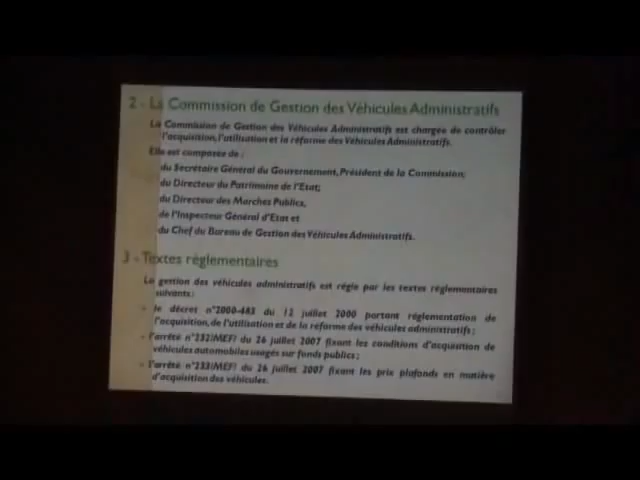 2 - La Commission de Gestion des Véhicules Administratifs
La Commission de Gestion des Véhicules Administratifs est chargée de contrôler
l'acquisition, l'utilisation et la réforme des Véhicules Administratifs.
Elle est composée de :
du Secrétaire Général du Gouvernement, Président de la Commission;
du Directeur du Patrimoine de l'Etat;
du Directeur des Marches Publics,
de l'Inspecteur Général d'Etat et
du Chef du Bureau de Gestion des Véhicules Administratifs.
3 - Textes réglementaires
La gestion des véhicules administratifs est régie par les textes réglementaires
suivants :
le décret n°2000-483 du 12 juillet 2000 portant réglementation de
l'acquisition, de l'utilisation et de la réforme des véhicules administratifs ;
l'arrêté n°232/MEF/ du 26 juillet 2007 fixant les conditions d'acquisition de
véhicules automobiles usagés sur fonds publics ;
l'arrêté n°233/MEF/ du 26 juillet 2007 fixant les prix plafonds en matière
d'acquisition des véhicules.